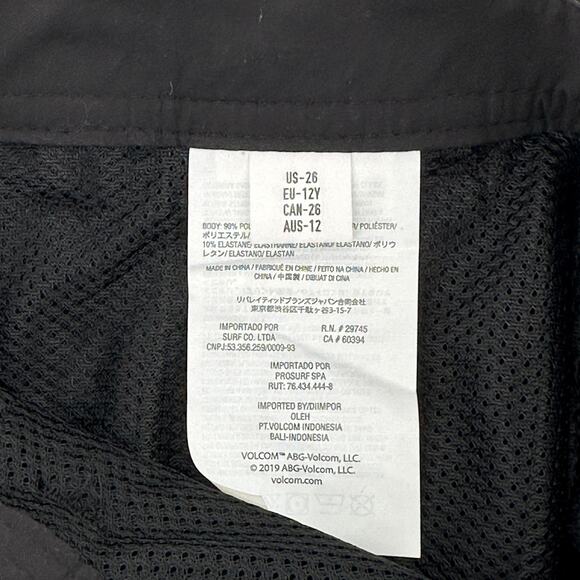 US-26
EU-12Y
CAN-26
AUS-12
BODY: 90% POL
R/ POLIÉSTER/
ポリエステル/
10% ELASTANE/ ELASTHANNE/ ELASTANO/ ELASTANO/ ポリウ
レタン/ ELASTANO/ ELASTAN
MADE IN CHINA / FABRIQUÉ EN CHINE / FEITO NA CHINA / HECHO EN
CHINA / 中国製 / DIBUAT DI CINA
リバレイティッドブランズジャパン合同会社
東京都渋谷区千駄ヶ谷3-15-7
IMPORTADO POR
SURF CO. LTDA
CNPJ:53.356.259/0009-93
R.N. # 29745
CA # 60394
IMPORTADO POR
PROSURF SPA
RUT: 76.434.444-8
IMPORTED BY/DIIMPOR
OLEH
PT.VOLCOM INDONESIA
BALI-INDONESIA
VOLCOM™ ABG-Volcom, LLC.
© 2019 ABG-Volcom, LLC.
volcom.com